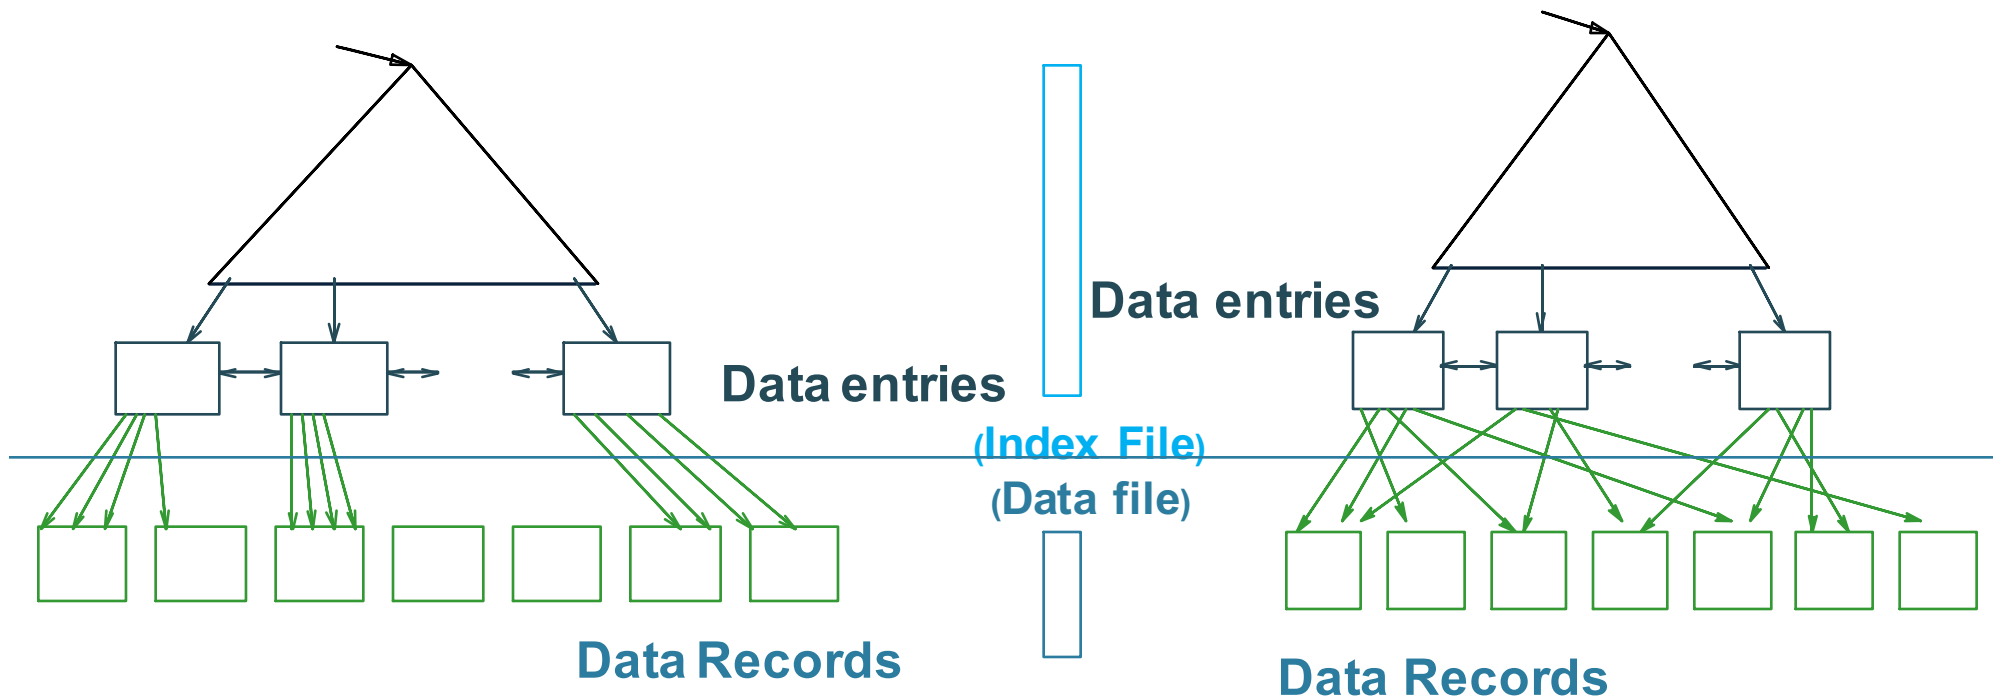 Data entries
Data entries
(Index File)
(Data file)
Data Records
Data Records